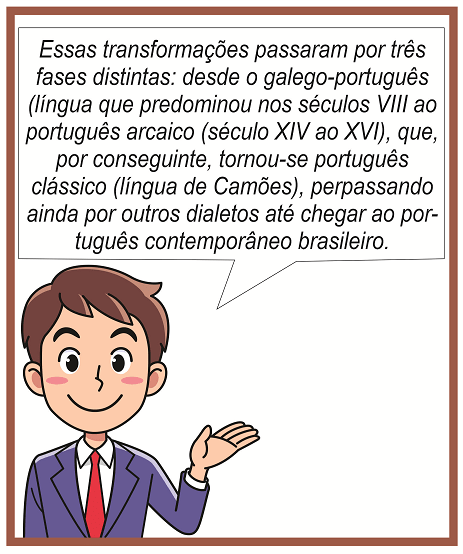 Essas transformações passaram por três
fases distintas: desde o galego-português
(língua que predominou nos séculos VIII ao
português arcaico (século XIV ao XVI), que,
por conseguinte, tornou-se português
clássico (língua de Camões), perpassando
ainda por outros dialetos até chegar ao por-
tuguês contemporâneo brasileiro.